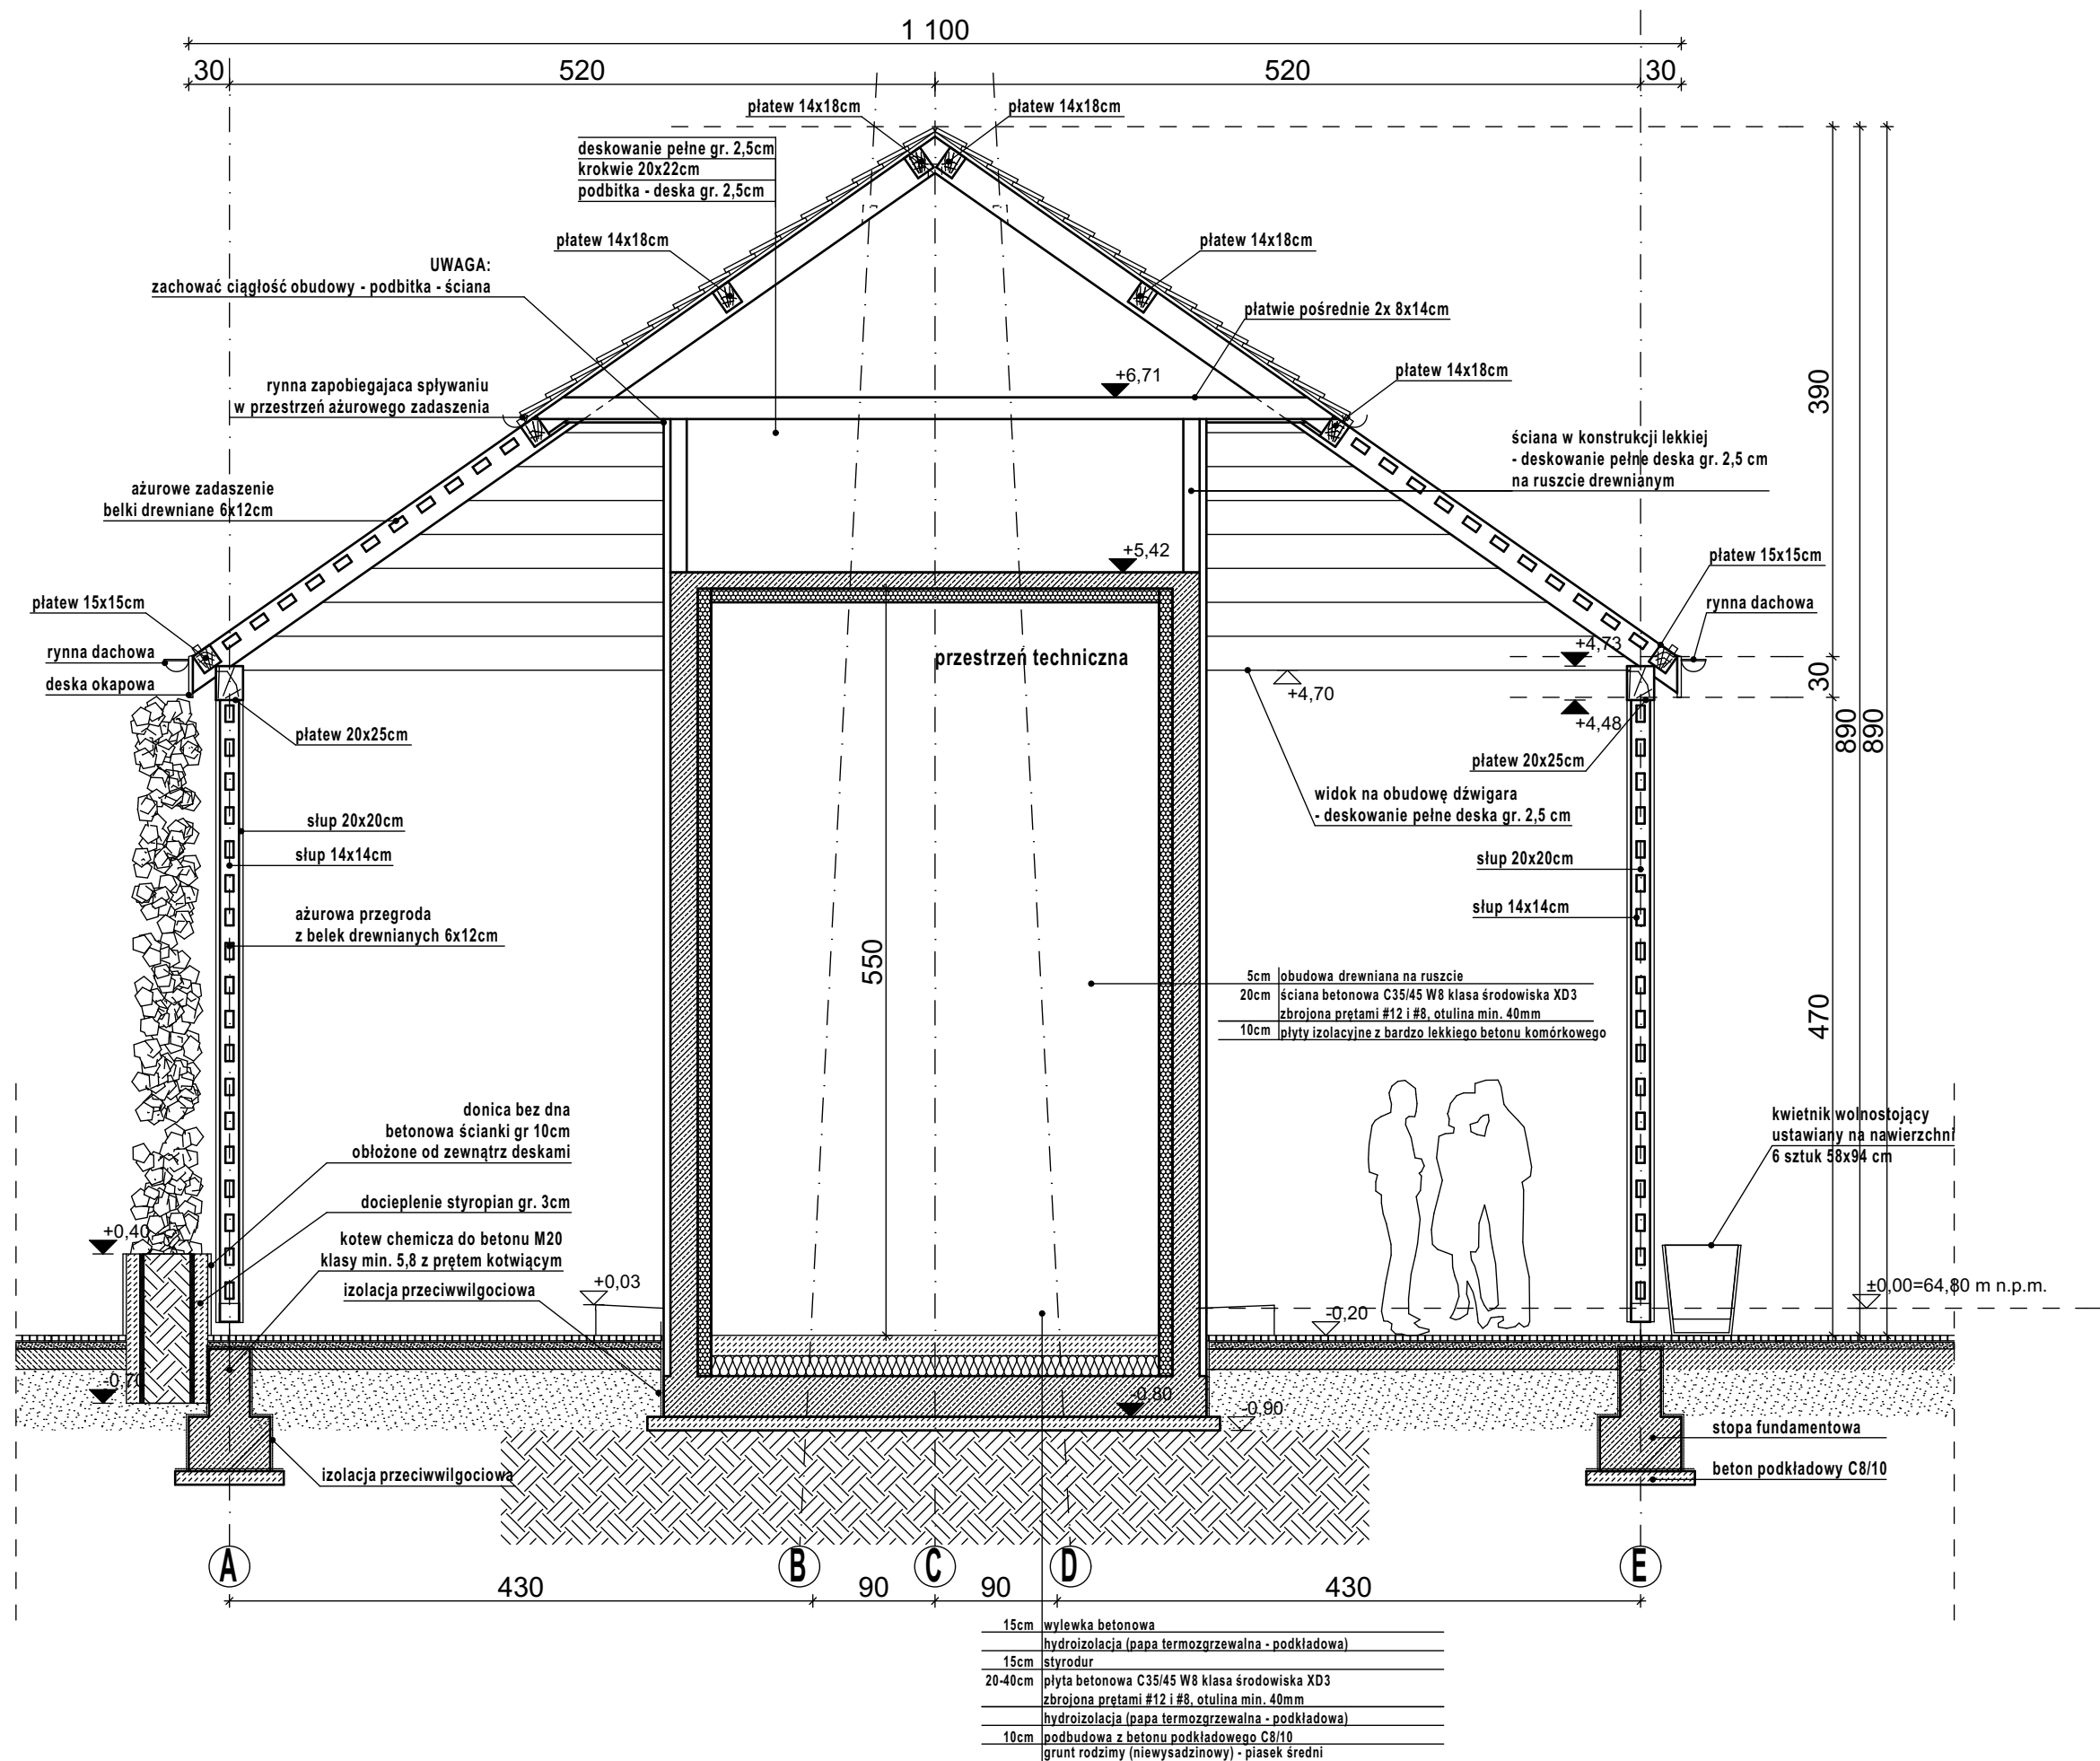 1 100
30
520
520
30
płatew 14x18cm
płatew 14x18cm
deskowanie pełne gr. 2,5cm
krokwie 20x22cm
podbitka - deska gr. 2,5cm
płatew 14x18cm
płatew 14x18cm
UWAGA:
zachować ciągłość obudowy - podbitka - ściana
płatwie pośrednie 2x 8x14cm
+6,71
płatew 14x18cm
390
rynna zapobiegajaca spływaniu
w przestrzeń ażurowego zadaszenia
ściana w konstrukcji lekkiej
- deskowanie pełne deska gr. 2,5 cm
na ruszcie drewnianym
ażurowe zadaszenie
belki drewniane 6x12cm
+5,42
płatew 15x15cm
płatew 15x15cm
rynna dachowa
rynna dachowa
deska okapowa
przestrzeń techniczna
+4,73
+4,70
+4,48
30
890
890
płatew 20x25cm
płatew 20x25cm
widok na obudowę dźwigara
- deskowanie pełne deska gr. 2,5 cm
słup 20x20cm
słup 14x14cm
słup 20x20cm
słup 14x14cm
ażurowa przegroda
z belek drewnianych 6x12cm
550
5cm obudowa drewniana na ruszcie
20cm ściana betonowa C35/45 W8 klasa środowiska XD3
zbrojona prętami #12 i #8, otulina min. 40mm
10cm płyty izolacyjne z bardzo lekkiego betonu komórkowego
470
donica bez dna
betonowa ścianki gr 10cm
obłożone od zewnątrz deskami
kwietnik wolnostojący
ustawiany na nawierzchni
6 sztuk 58x94 cm
docieplenie styropian gr. 3cm
+0,40
kotew chemicza do betonu M20
klasy min. 5,8 z prętem kotwiącym
izolacja przeciwwilgociowa
+0,03
±0,00=64,80 m n.p.m.
-0,20
-0,70
-0,80
-0,90
stopa fundamentowa
beton podkładowy C8/10
izolacja przeciwwilgociowa
A
B
C
D
E
430
90
90
430
15cm wylewka betonowa
hydroizolacja (papa termozgrzewalna - podkładowa)
15cm styrodur
20-40cm płyta betonowa C35/45 W8 klasa środowiska XD3
zbrojona prętami #12 i #8, otulina min. 40mm
hydroizolacja (papa termozgrzewalna - podkładowa)
10cm podbudowa z betonu podkładowego C8/10
grunt rodzimy (niewysadzinowy) - piasek średni